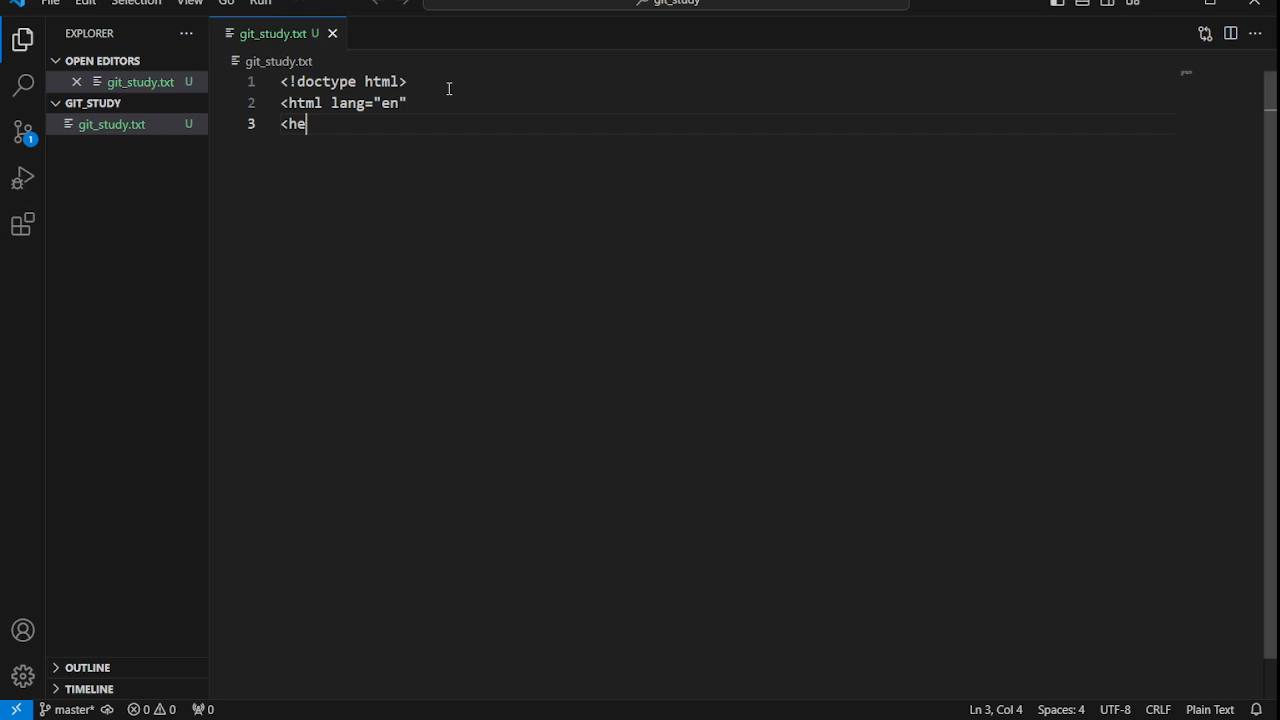 File Edit Selection View Go Run
git_study
EXPLORER
git_study.txt U
OPEN EDITORS
git_study.txt U
GIT_STUDY
git_study.txt U
git_study.txt
1 <!doctype html>
2 <html lang="en"
3 <he
1
OUTLINE
TIMELINE
master* 0 0 0 Ln 3, Col 4 Spaces: 4 UTF-8 CRLF Plain Text